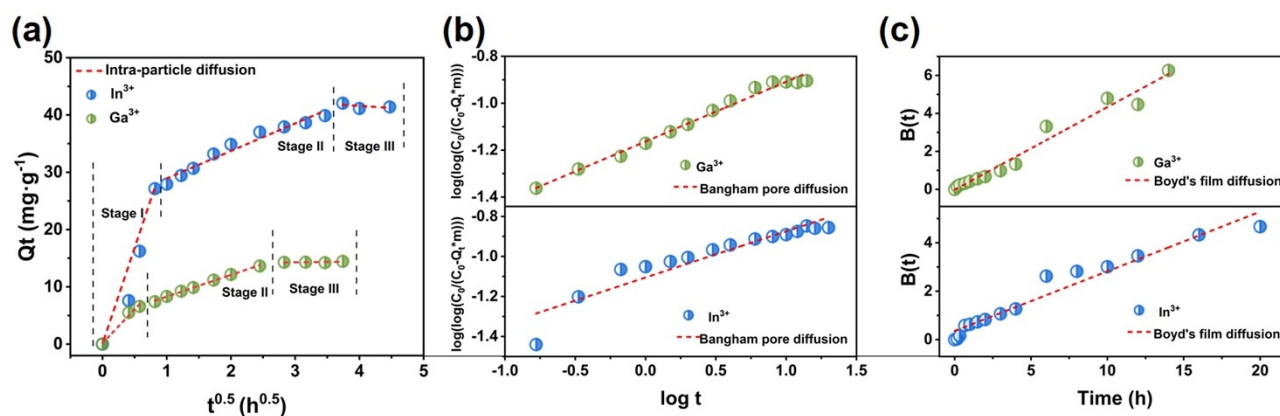 (a)
50
40
30
20
10
0
Qt (mg·g⁻¹)
Intra-particle diffusion
In³⁺
Ga³⁺
Stage I
Stage II
Stage III
Stage II
Stage III
0 1 2 3 4 5
t⁰·⁵ (h⁰·⁵)
(b)
-0.8
-1.0
-1.2
-1.4
log(log(C₀/(C₀-Qₜ*m)))
Ga³⁺
Bangham pore diffusion
-0.8
-1.0
-1.2
-1.4
log(log(C₀/(C₀-Qₜ*m)))
In³⁺
Bangham pore diffusion
-1.0 -0.5 0.0 0.5 1.0 1.5
log t
(c)
6
4
2
0
B(t)
Ga³⁺
Boyd's film diffusion
4
2
0
B(t)
In³⁺
Boyd's film diffusion
0 5 10 15 20
Time (h)